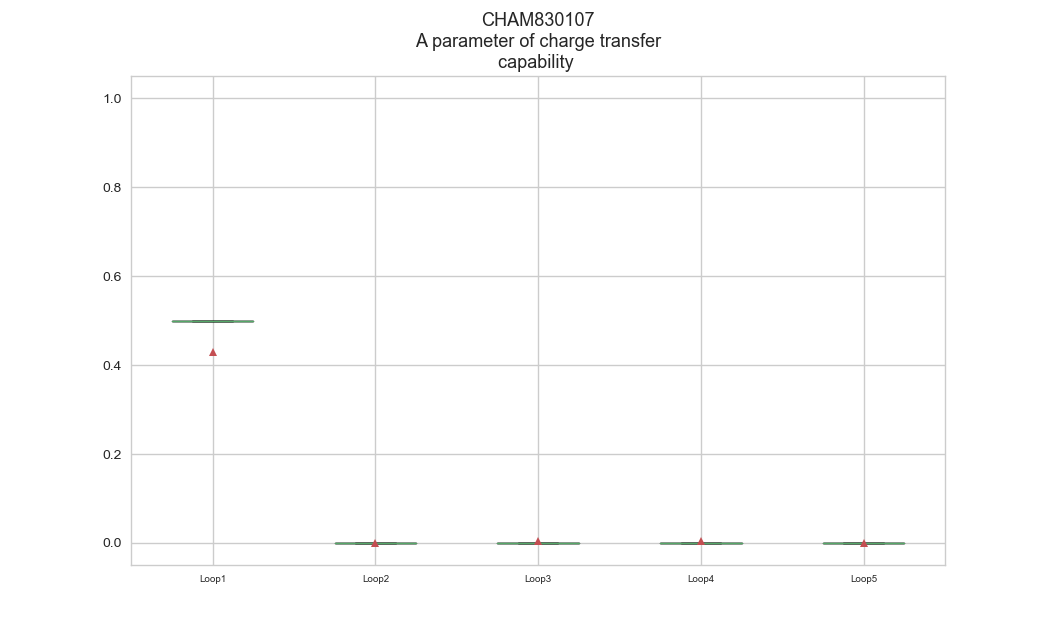 CHAM830107
A parameter of charge transfer
capability
1.0
0.8
0.6
0.4
0.2
0.0
Loop1
Loop2
Loop3
Loop4
Loop5